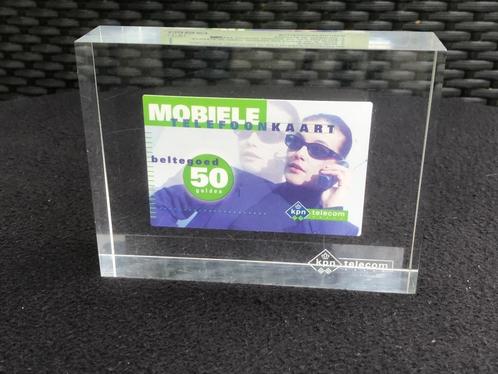 MOBIELE
TELEFOONKAART
beltegoed
50
gulden
kpn telecom
kpn telecom